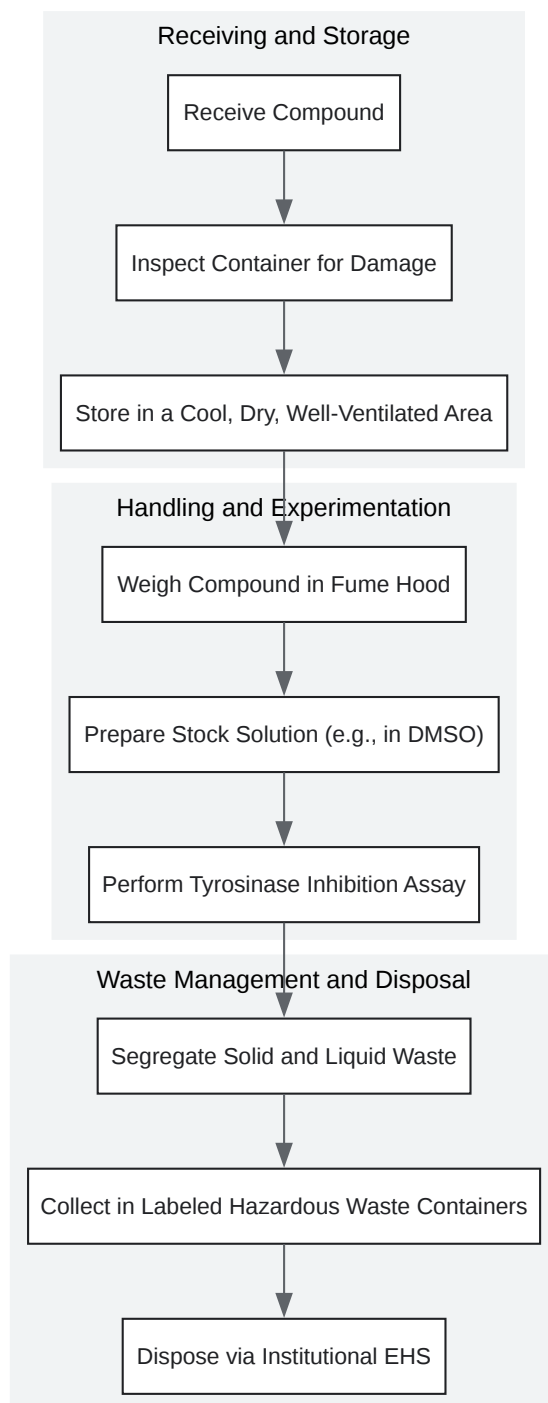 Receiving and Storage
Receive Compound
Inspect Container for Damage
Store in a Cool, Dry, Well-Ventilated Area
Handling and Experimentation
Weigh Compound in Fume Hood
Prepare Stock Solution (e.g., in DMSO)
Perform Tyrosinase Inhibition Assay
Waste Management and Disposal
Segregate Solid and Liquid Waste
Collect in Labeled Hazardous Waste Containers
Dispose via Institutional EHS